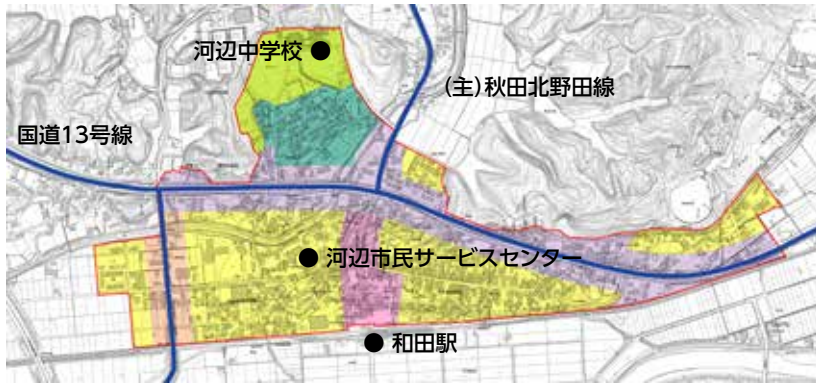 河辺中学校
(主)秋田北野田線
国道13号線
河辺市民サービスセンター
和田駅